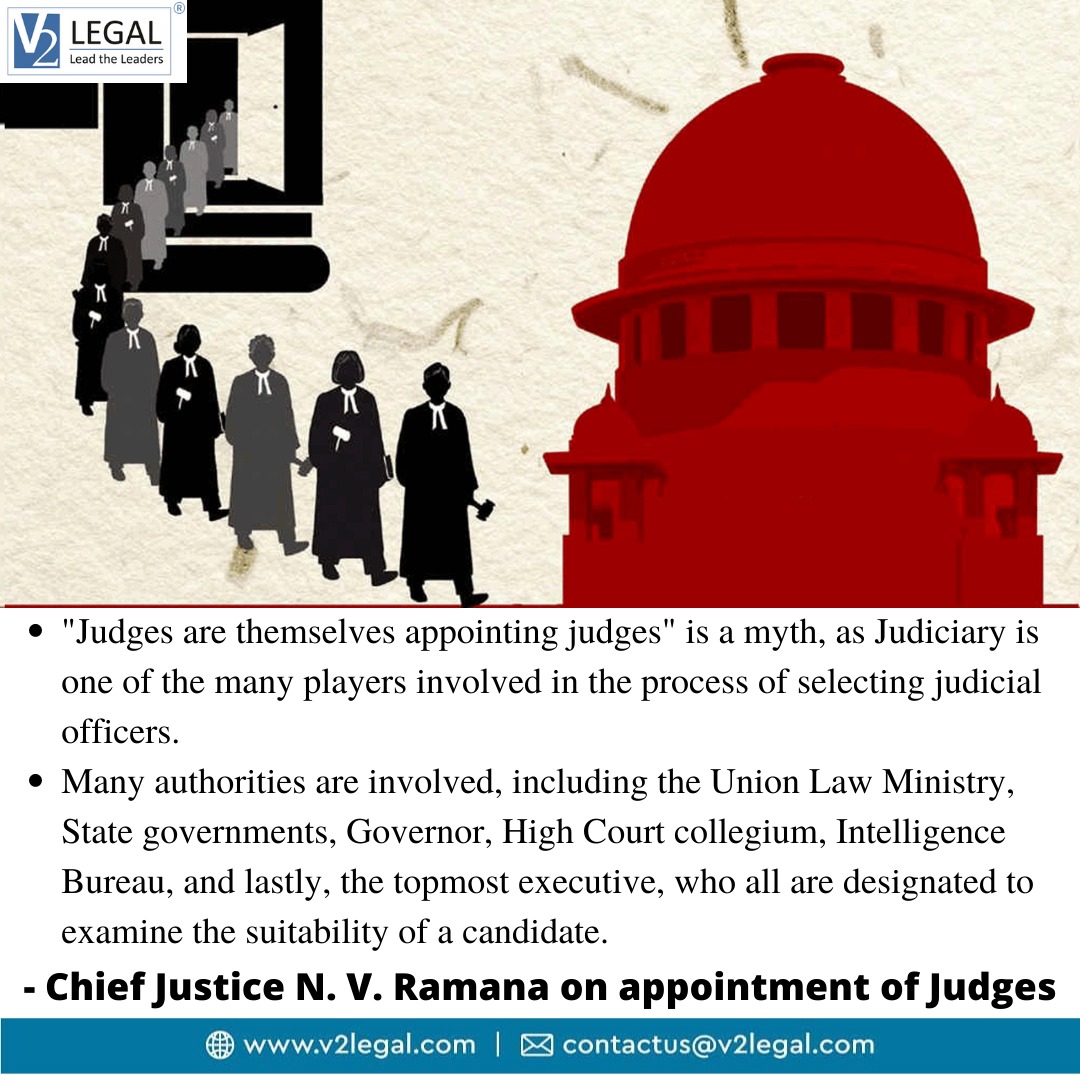 V2 LEGAL ®
Lead the Leaders
• "Judges are themselves appointing judges" is a myth, as Judiciary is
one of the many players involved in the process of selecting judicial
officers.
• Many authorities are involved, including the Union Law Ministry,
State governments, Governor, High Court collegium, Intelligence
Bureau, and lastly, the topmost executive, who all are designated to
examine the suitability of a candidate.
- Chief Justice N. V. Ramana on appointment of Judges
www.v2legal.com | contactus@v2legal.com